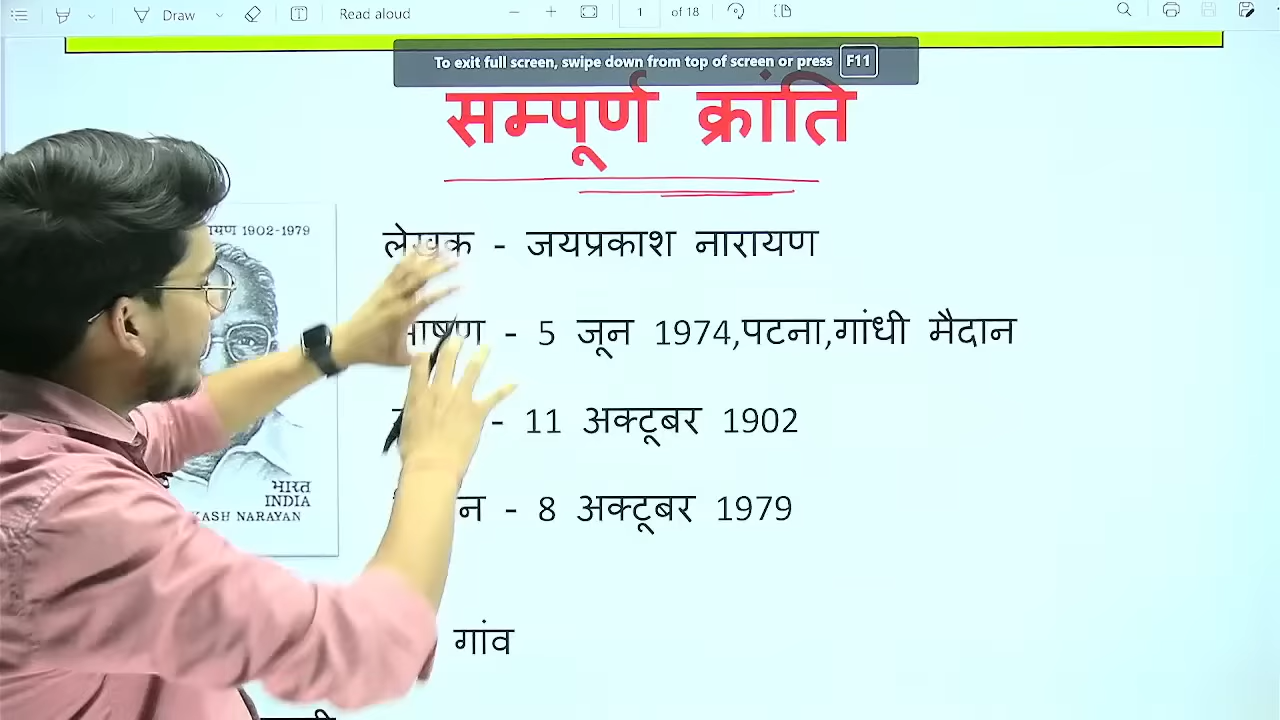 Draw
Read aloud
1 of 18
To exit full screen, swipe down from top of screen or press F11
सम्पूर्ण क्रांति
1902-1979
लेखक - जयप्रकाश नारायण
- 5 जून 1974,पटना,गांधी मैदान
- 11 अक्टूबर 1902
- 8 अक्टूबर 1979
भारत
INDIA
NARAYAN
गांव